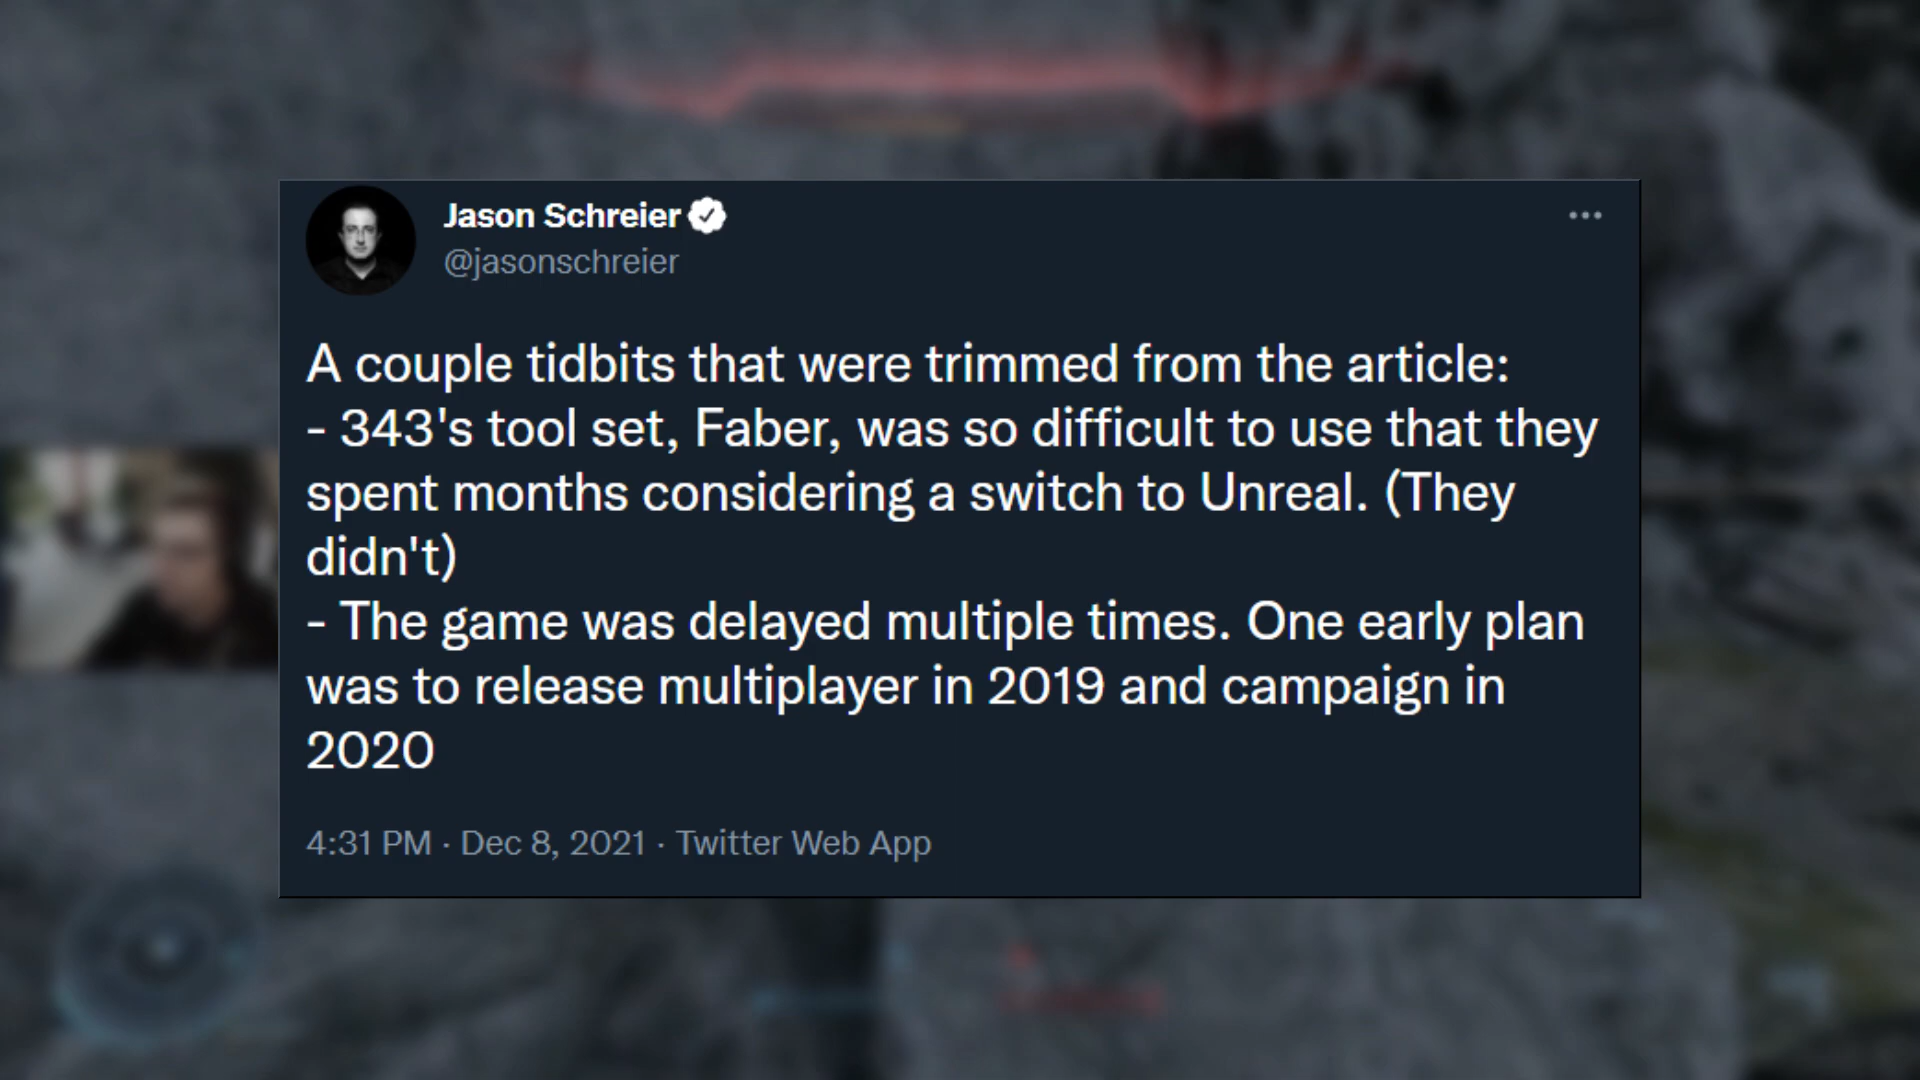 Jason Schreier
@jasonschreier
A couple tidbits that were trimmed from the article:
- 343's tool set, Faber, was so difficult to use that they
spent months considering a switch to Unreal. (They
didn't)
- The game was delayed multiple times. One early plan
was to release multiplayer in 2019 and campaign in
2020
4:31 PM · Dec 8, 2021 · Twitter Web App